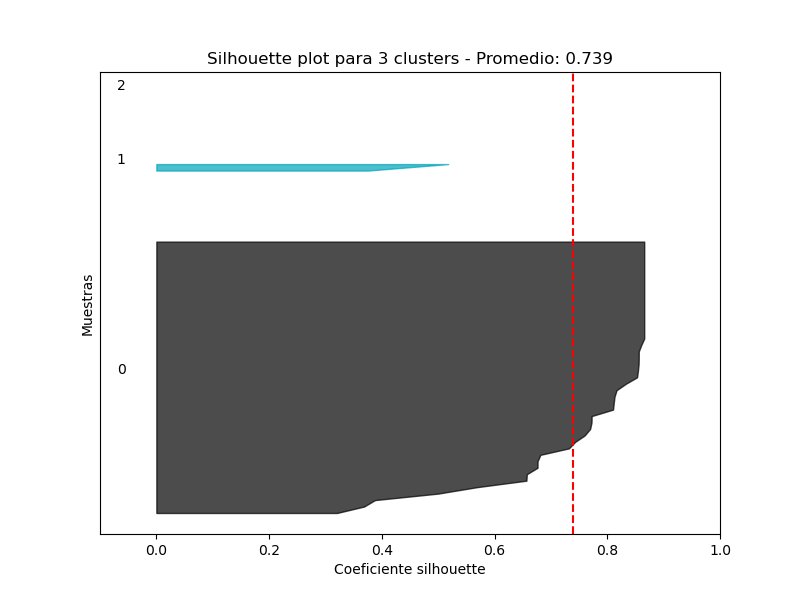 Silhouette plot para 3 clusters - Promedio: 0.739
2
1
0
Muestras
0.0 0.2 0.4 0.6 0.8 1.0
Coeficiente silhouette